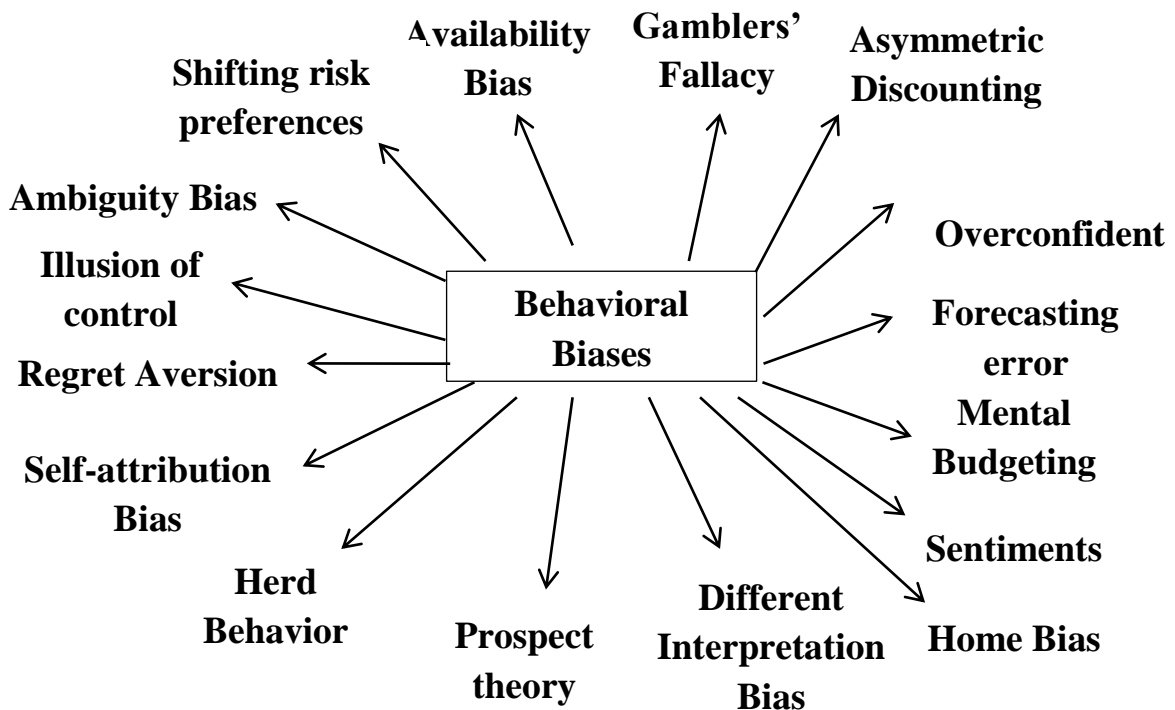 Availability
Bias
Gamblers’
Fallacy
Asymmetric
Discounting
Shifting risk
preferences
Ambiguity Bias
Overconfident
Illusion of
control
Behavioral
Biases
Forecasting
error
Regret Aversion
Mental
Budgeting
Self-attribution
Bias
Sentiments
Herd
Behavior
Prospect
theory
Different
Interpretation
Bias
Home Bias